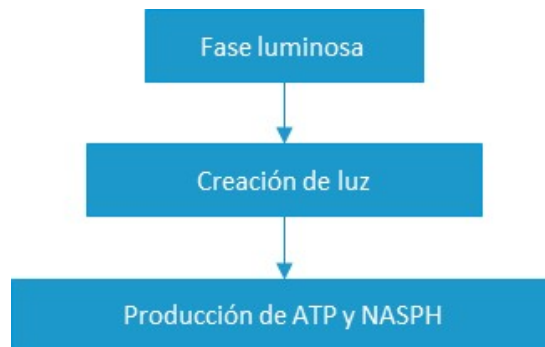 Fase luminosa
Creación de luz
Producción de ATP y NASPH